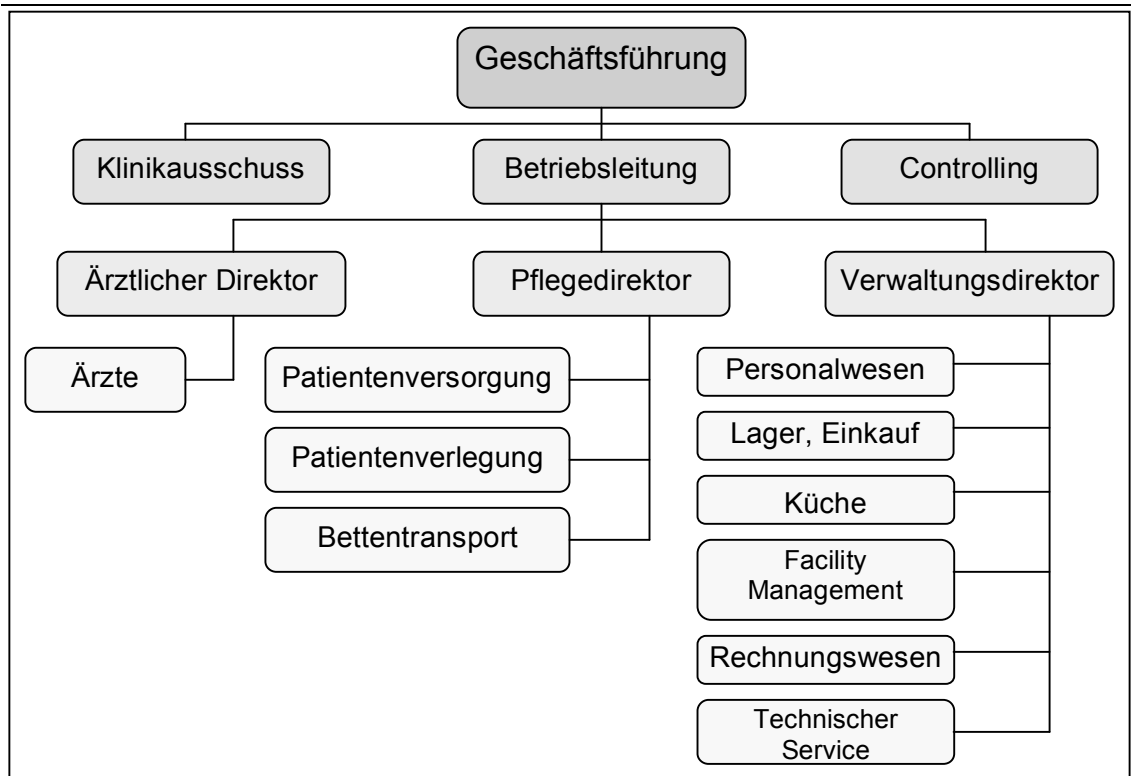 Geschäftsführung
Klinikausschuss
Betriebsleitung
Controlling
Ärztlicher Direktor
Pflegedirektor
Verwaltungsdirektor
Ärzte
Patientenversorgung
Patientenverlegung
Bettentransport
Personalwesen
Lager, Einkauf
Küche
Facility
Management
Rechnungswesen
Technischer
Service